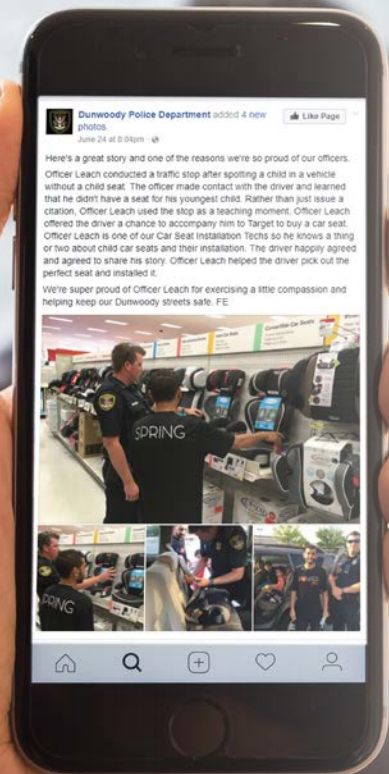 Dunwoody Police Department added 4 new
photos.
Like Page
June 24 at 8:04pm
Here's a great story and one of the reasons we're so proud of our officers.
Officer Leach conducted a traffic stop after spotting a child in a vehicle
without a child seat. The officer made contact with the driver and learned
that he didn't have a seat for his youngest child. Rather than just issue a
citation, Officer Leach used the stop as a teaching moment. Officer Leach
offered the driver a chance to accompany him to Target to buy a car seat.
Officer Leach is one of our Car Seat Installation Techs so he knows a thing
or two about child car seats and their installation. The driver happily agreed
and agreed to share his story. Officer Leach helped the driver pick out the
perfect seat and installed it.
We're super proud of Officer Leach for exercising a little compassion and
helping keep our Dunwoody streets safe. FE
Convertible Car Seats
SPRING
SPRING